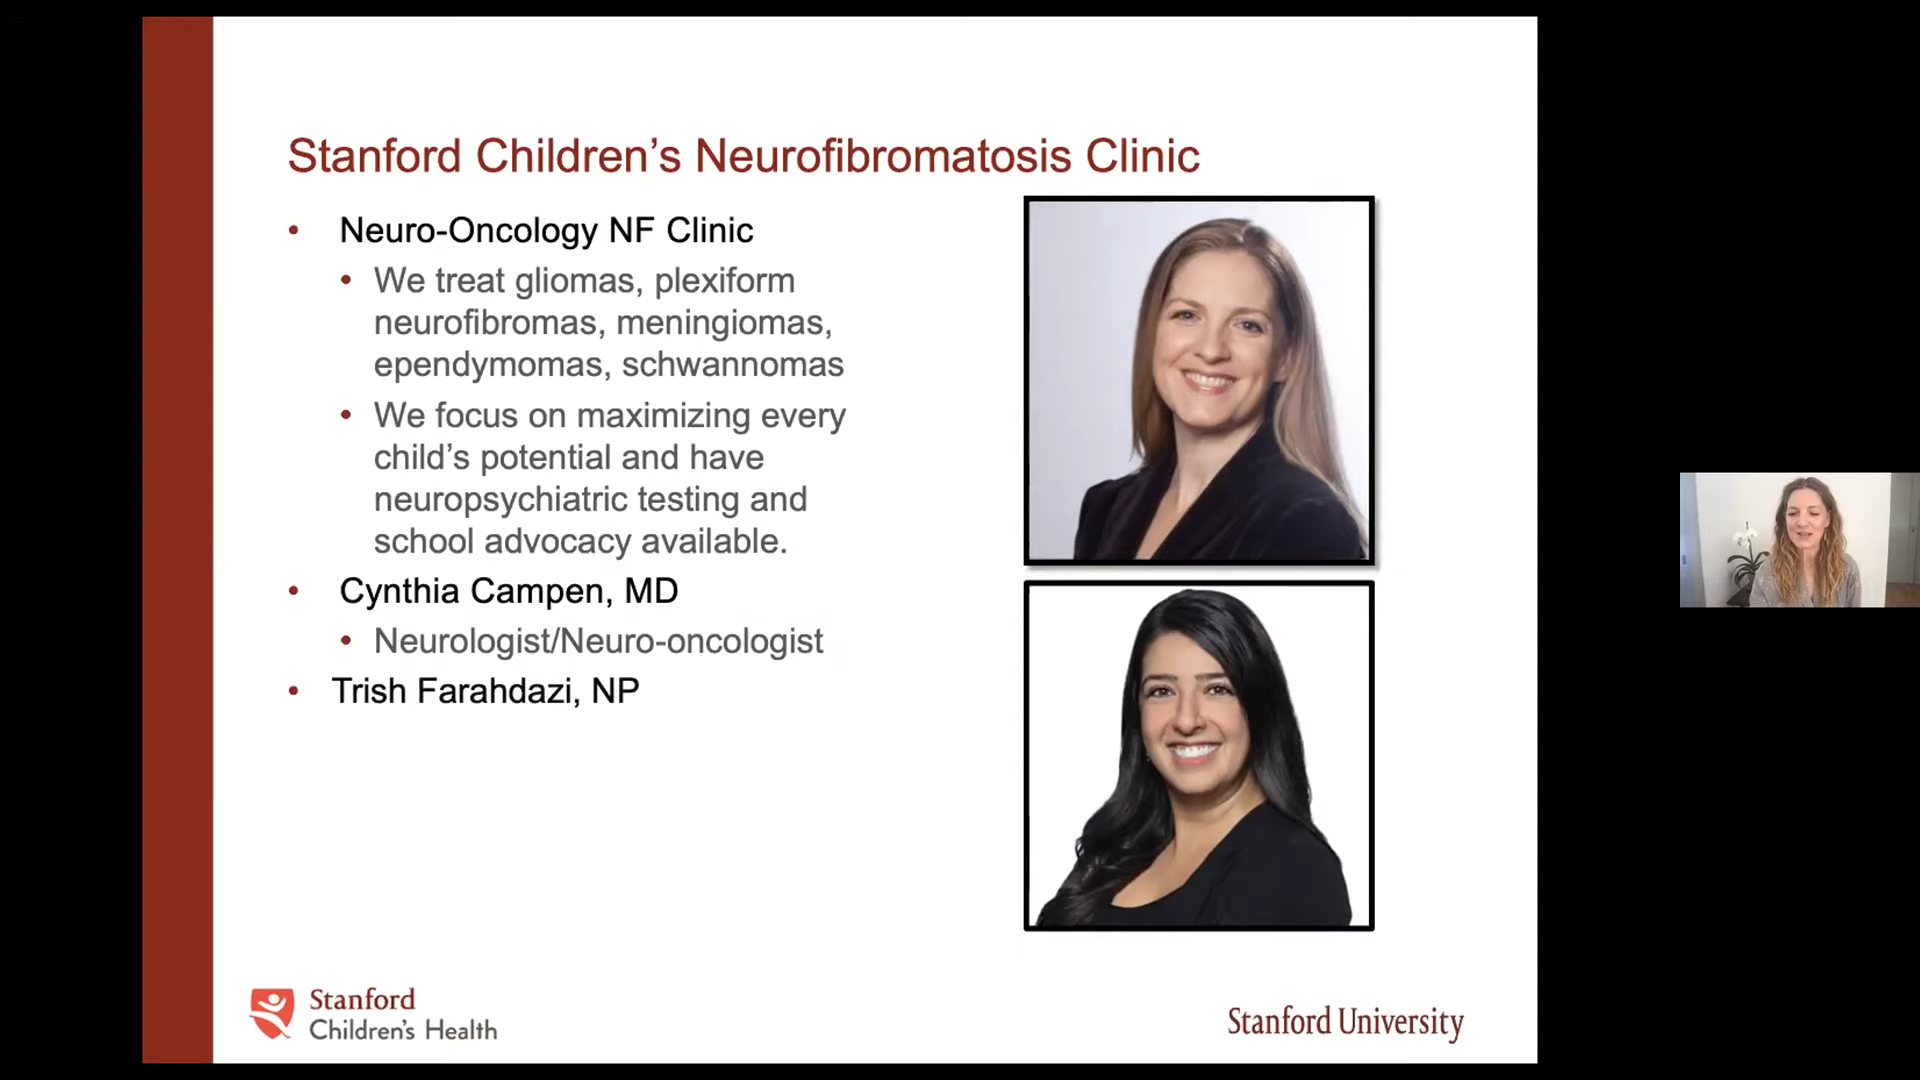 Stanford Children’s Neurofibromatosis Clinic
• Neuro-Oncology NF Clinic
• We treat gliomas, plexiform
neurofibromas, meningiomas,
ependymomas, schwannomas
• We focus on maximizing every
child’s potential and have
neuropsychiatric testing and
school advocacy available.
• Cynthia Campen, MD
• Neurologist/Neuro-oncologist
• Trish Farahdazi, NP
Stanford
Children’s Health
Stanford University